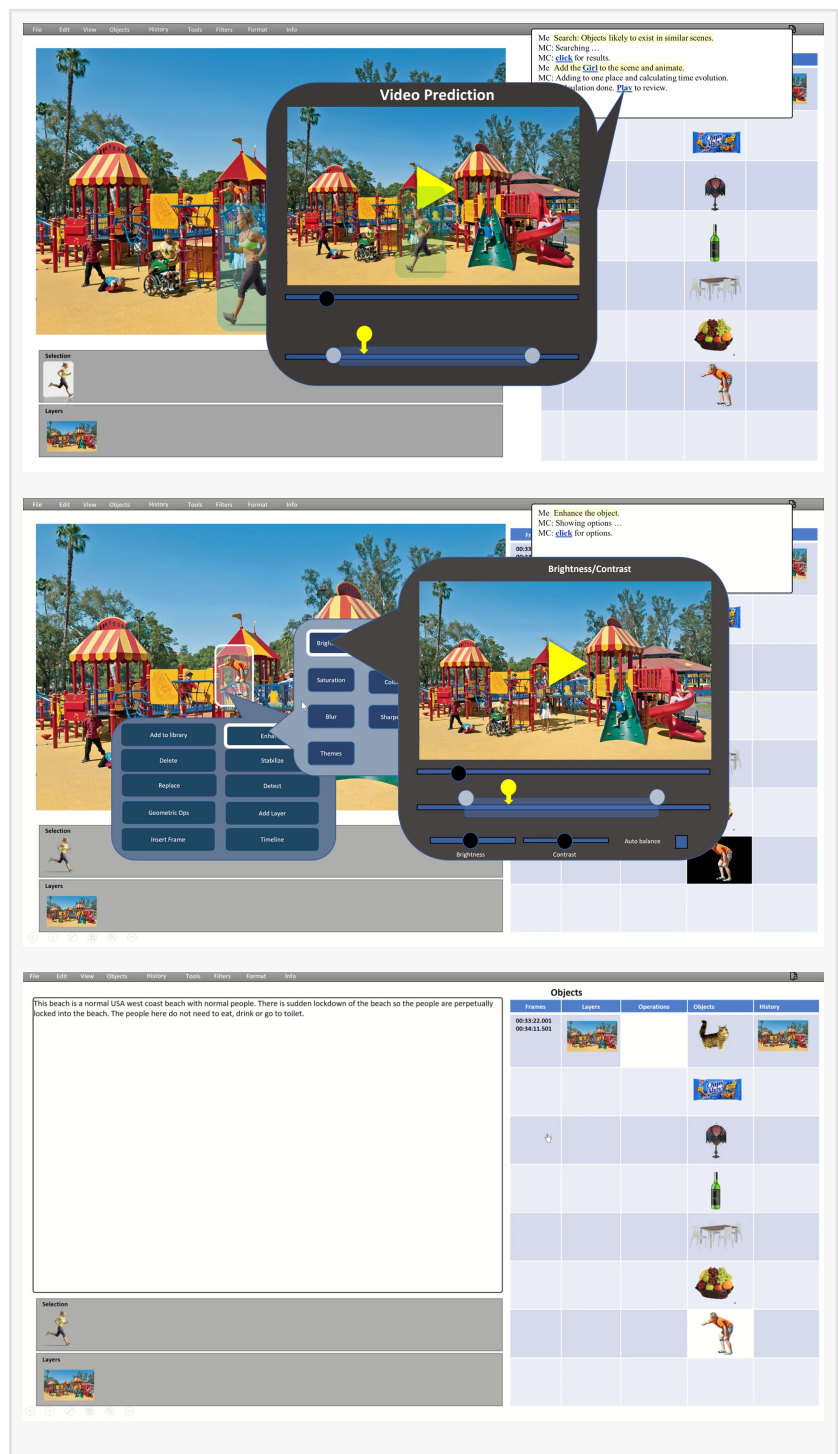 File Edit View Objects History Tools Filters Format Info
Me Search: Objects likely to exist in similar scenes.
MC: Searching …
MC: click for results.
Me Add the Girl to the scene and animate.
MC: Adding to one place and calculating time evolution.
done. Play to review.
Video Prediction
Selection
Layers
File Edit View Objects History Tools Filters Format Info
Me Enhance the object.
MC: Showing options …
MC: click for options.
Brightness/Contrast
Saturation
Blur
Themes
Add to library
Delete Stabilize
Replace Detect
Geometric Ops Add Layer
Insert Frame Timeline
Brightness Contrast Auto balance
Selection
Layers
File Edit View Objects History Tools Filters Format Info
Objects
This beach is a normal USA west coast beach with normal people. There is sudden lockdown of the beach so the people are perpetually
locked into the beach. The people here do not need to eat, drink or go to toilet.
Frames Layers Operations Objects History
00:33:22.001
00:34:11.501
Selection
Layers